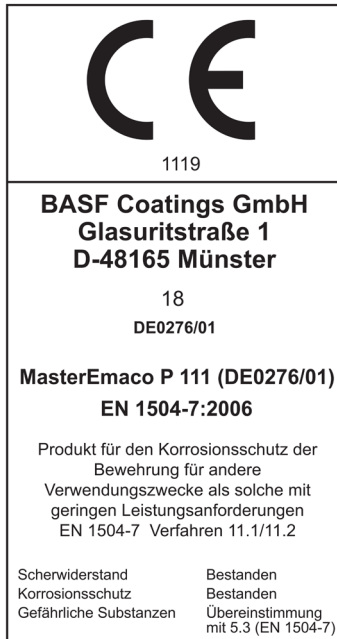 CE
1119
BASF Coatings GmbH
Glasuritstraße 1
D-48165 Münster
18
DE0276/01
MasterEmaco P 111 (DE0276/01)
EN 1504-7:2006
Produkt für den Korrosionsschutz der
Bewehrung für andere
Verwendungszwecke als solche mit
geringen Leistungsanforderungen
EN 1504-7 Verfahren 11.1/11.2
Scherwiderstand Bestanden
Korrosionsschutz Bestanden
Gefährliche Substanzen Übereinstimmung
mit 5.3 (EN 1504-7)